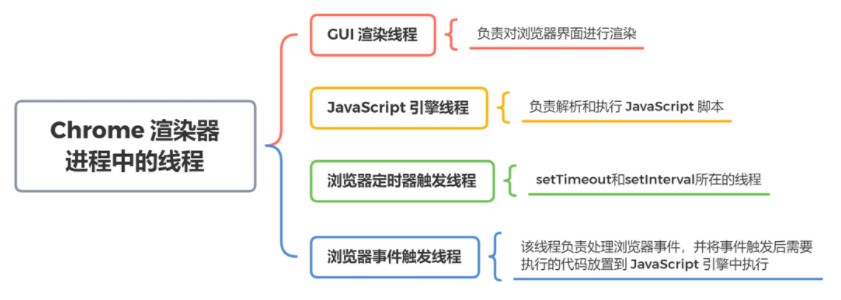 Chrome 渲染器
进程中的线程
GUI 渲染线程
负责对浏览器界面进行渲染
JavaScript 引擎线程
负责解析和执行 JavaScript 脚本
浏览器定时器触发线程
setTimeout和setInterval所在的线程
浏览器事件触发线程
该线程负责处理浏览器事件，并将事件触发后需要
执行的代码放置到 JavaScript 引擎中执行